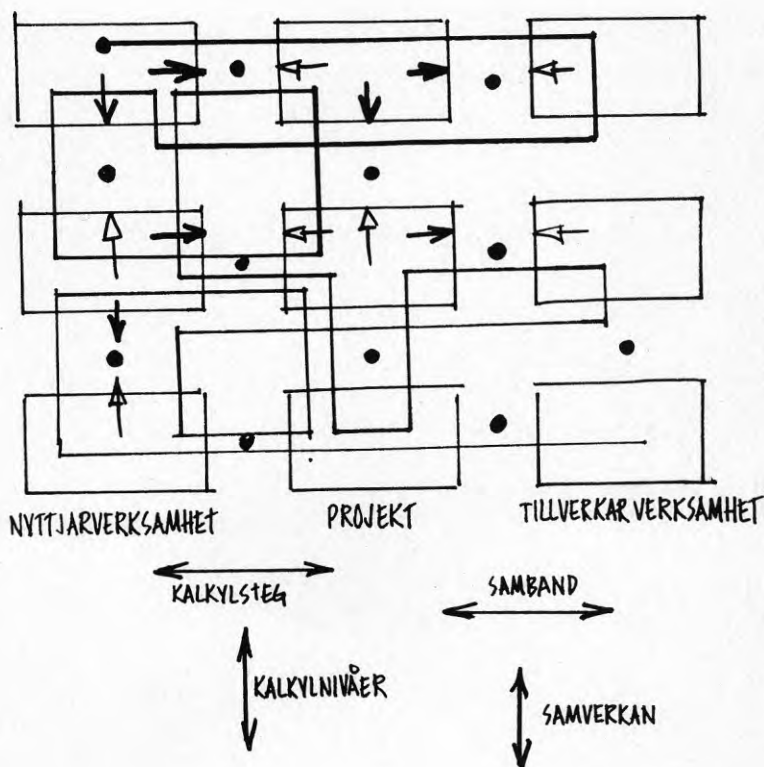 NYTTJARVERKSAMHET PROJEKT TILLVERKARVERKSAMHET
KALKYLSTEG SAMBAND
KALKYLNIVÅER SAMVERKAN